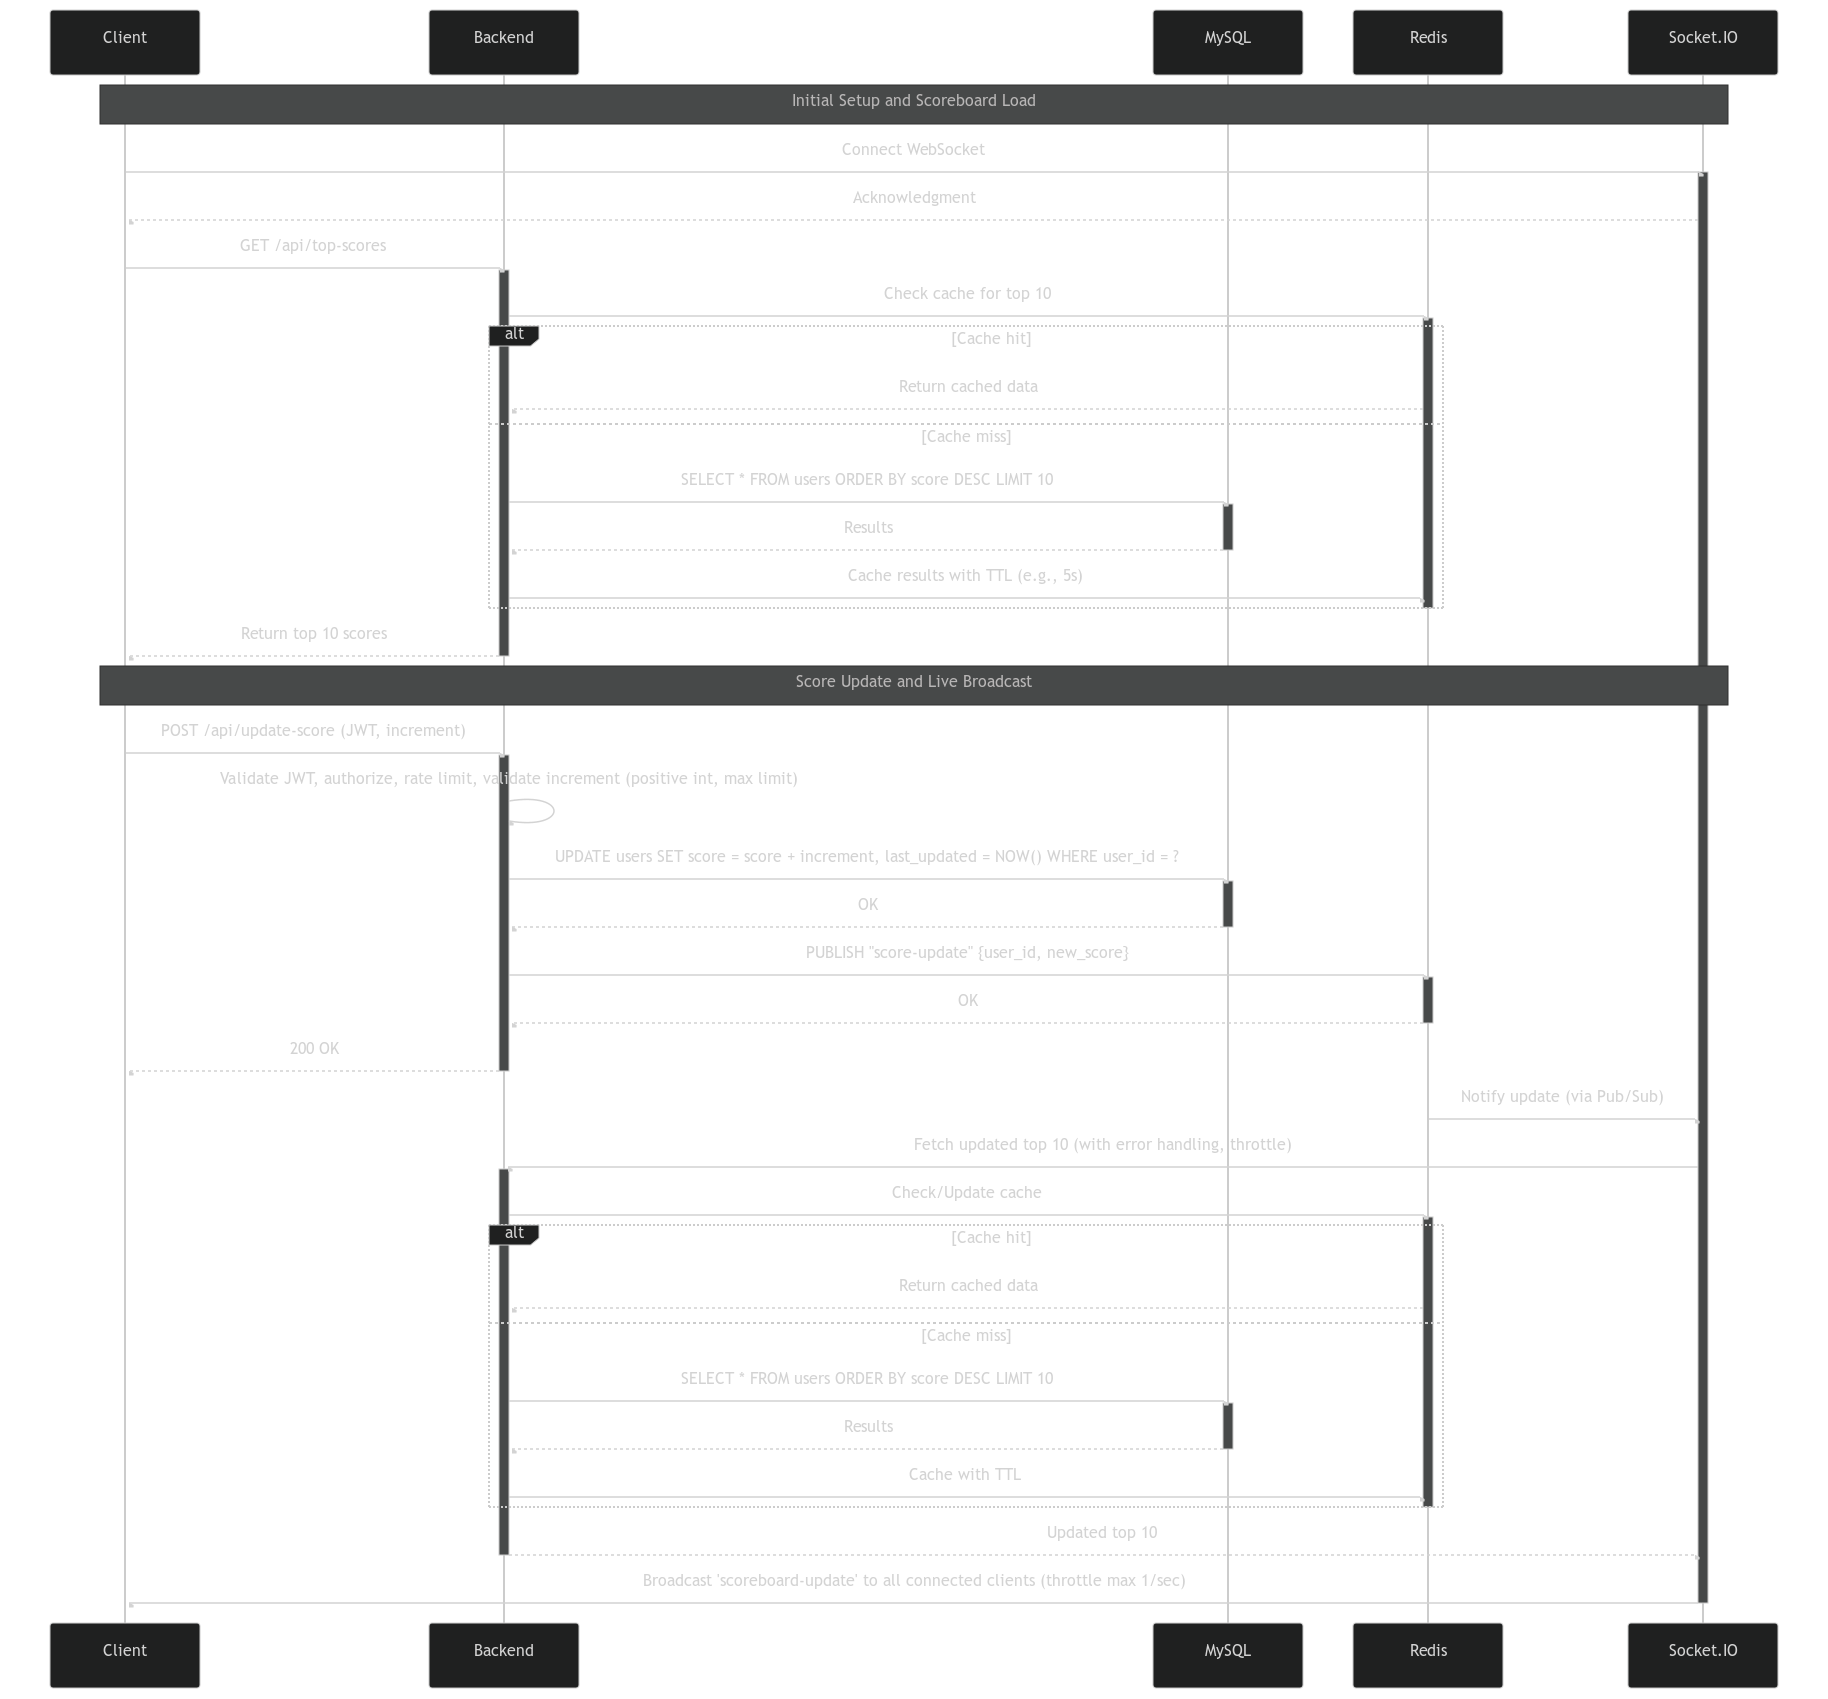 Client
Backend
MySQL
Redis
Socket.IO
Initial Setup and Scoreboard Load
Connect WebSocket
Acknowledgment
GET /api/top-scores
Check cache for top 10
alt
[Cache hit]
Return cached data
[Cache miss]
SELECT * FROM users ORDER BY score DESC LIMIT 10
Results
Cache results with TTL (e.g., 5s)
Return top 10 scores
Score Update and Live Broadcast
POST /api/update-score (JWT, increment)
Validate JWT, authorize, rate limit, validate increment (positive int, max limit)
UPDATE users SET score = score + increment, last_updated = NOW() WHERE user_id = ?
OK
PUBLISH "score-update" {user_id, new_score}
OK
200 OK
Notify update (via Pub/Sub)
Fetch updated top 10 (with error handling, throttle)
Check/Update cache
alt
[Cache hit]
Return cached data
[Cache miss]
SELECT * FROM users ORDER BY score DESC LIMIT 10
Results
Cache with TTL
Updated top 10
Broadcast 'scoreboard-update' to all connected clients (throttle max 1/sec)
Client
Backend
MySQL
Redis
Socket.IO